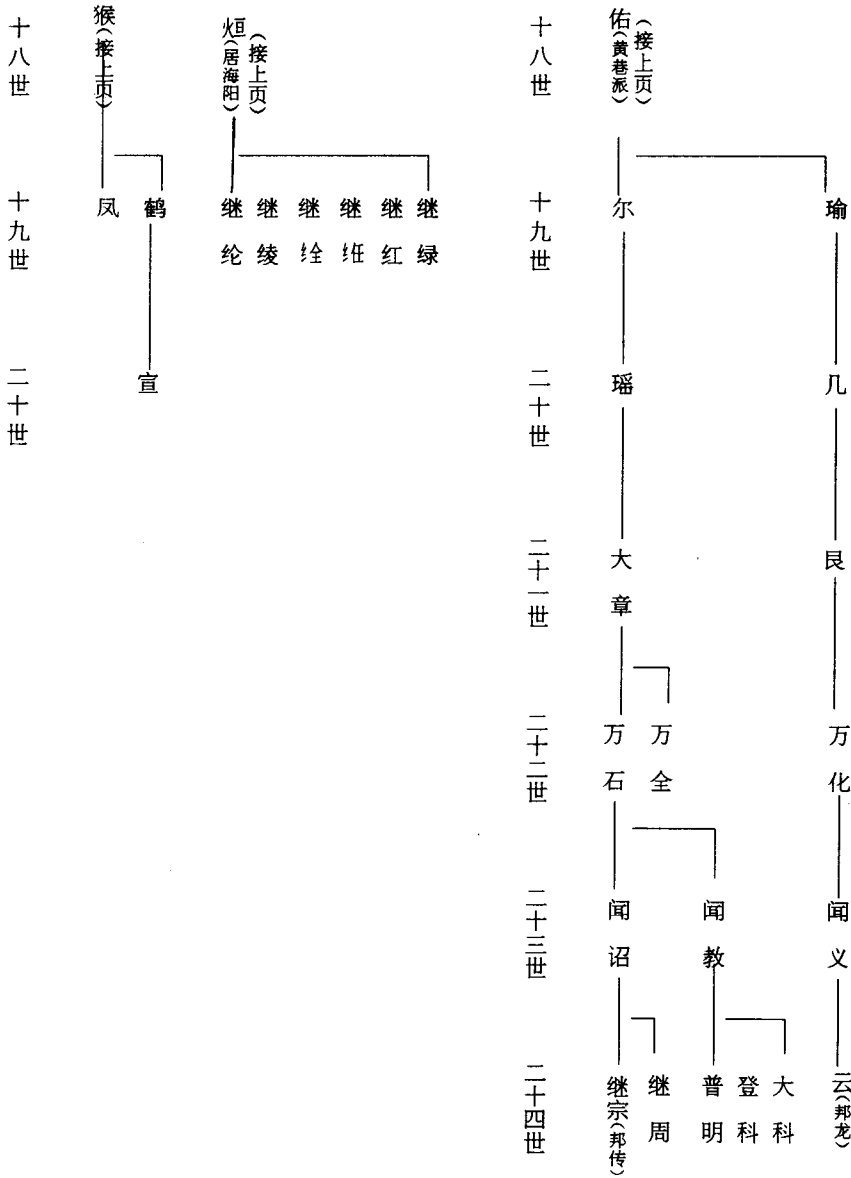 十八世
猴(接上页)
烜(居海阳)
(接上页)
十九世
凤
鹤
继纶
继绫
继
继
继红
继绿
二十世
宣
十八世
佑(黄巷派)
(接上页)
十九世
尔
瑜
二十世
瑶
几
二十一世
大章
艮
二十二世
万石
万全
万化
二十三世
闻诏
闻教
闻义
二十四世
继宗(邦传)
继周
普明
登科
大科
云(邦龙)